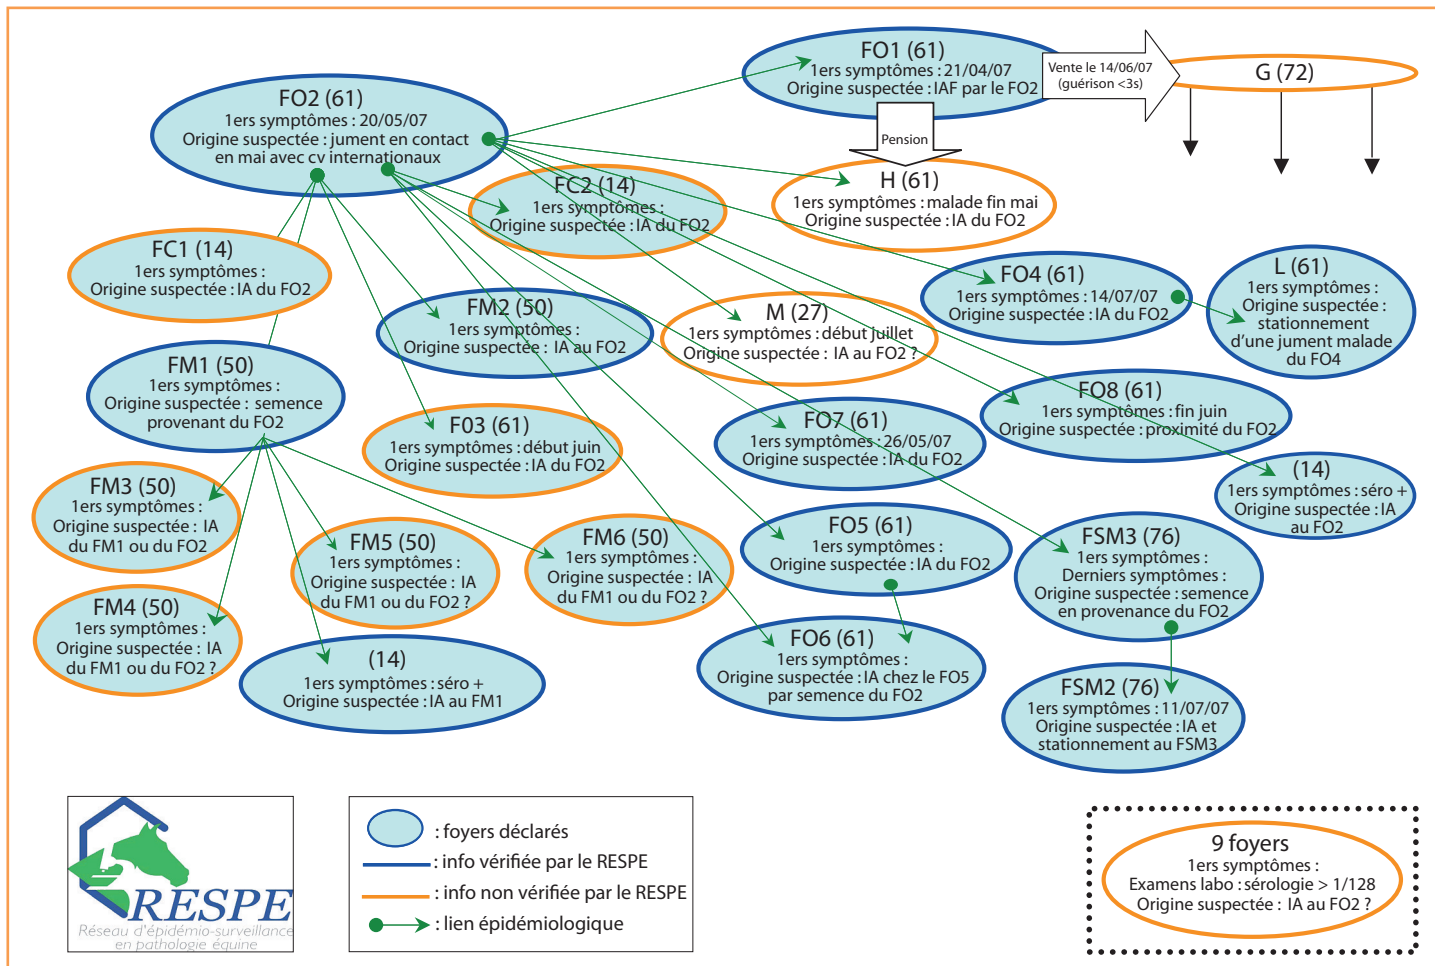 FO1 (61)
1ers symptômes : 21/04/07
Origine suspectée : IAF par le FO2
Vente le 14/06/07
(guérison <3s)
G (72)
FO2 (61)
1ers symptômes : 20/05/07
Origine suspectée : jument en contact
en mai avec cv internationaux
Pension
FC2 (14)
1ers symptômes :
Origine suspectée : IA du FO2
H (61)
1ers symptômes : malade fin mai
Origine suspectée : IA du FO2
FC1 (14)
1ers symptômes :
Origine suspectée : IA du FO2
FO4 (61)
1ers symptômes : 14/07/07
Origine suspectée : IA du FO2
L (61)
1ers symptômes :
Origine suspectée :
stationnement
d'une jument malade
du FO4
FM2 (50)
1ers symptômes :
Origine suspectée : IA au FO2
M (27)
1ers symptômes : début juillet
Origine suspectée : IA au FO2 ?
FM1 (50)
1ers symptômes :
Origine suspectée : semence
provenant du FO2
FO8 (61)
1ers symptômes : fin juin
Origine suspectée : proximité du FO2
F03 (61)
1ers symptômes : début juin
Origine suspectée : IA du FO2
FO7 (61)
1ers symptômes : 26/05/07
Origine suspectée : IA du FO2
(14)
1ers symptômes : séro +
Origine suspectée : IA
au FO2
FM3 (50)
1ers symptômes :
Origine suspectée : IA
du FM1 ou du FO2
FM5 (50)
1ers symptômes :
Origine suspectée : IA
du FM1 ou du FO2 ?
FM6 (50)
1ers symptômes :
Origine suspectée : IA
du FM1 ou du FO2 ?
FO5 (61)
1ers symptômes :
Origine suspectée : IA du FO2
FSM3 (76)
1ers symptômes :
Derniers symptômes :
Origine suspectée : semence
en provenance du FO2
FM4 (50)
1ers symptômes :
Origine suspectée : IA
du FM1 ou du FO2 ?
(14)
1ers symptômes : séro +
Origine suspectée : IA au FM1
FO6 (61)
1ers symptômes :
Origine suspectée : IA chez le FO5
par semence du FO2
FSM2 (76)
1ers symptômes : 11/07/07
Origine suspectée : IA et
stationnement au FSM3
RESPE
Réseau d'épidémio-surveillance
en pathologie équine
: foyers déclarés
: info vérifiée par le RESPE
: info non vérifiée par le RESPE
: lien épidémiologique
9 foyers
1ers symptômes :
Examens labo : sérologie > 1/128
Origine suspectée : IA au FO2 ?